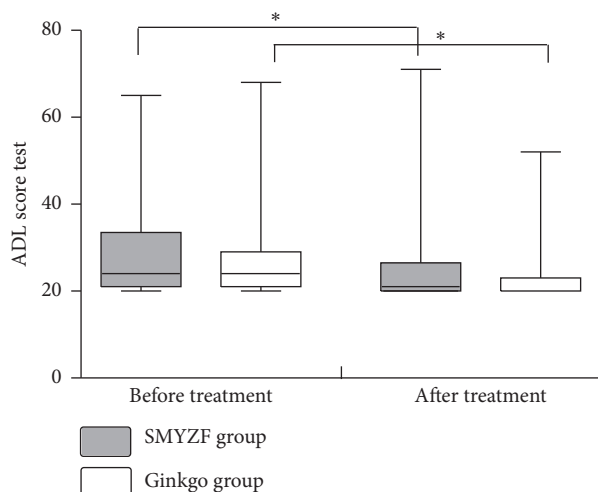 *
*
80
60
40
20
0
ADL score test
Before treatment
After treatment
SMYZF group
Ginkgo group